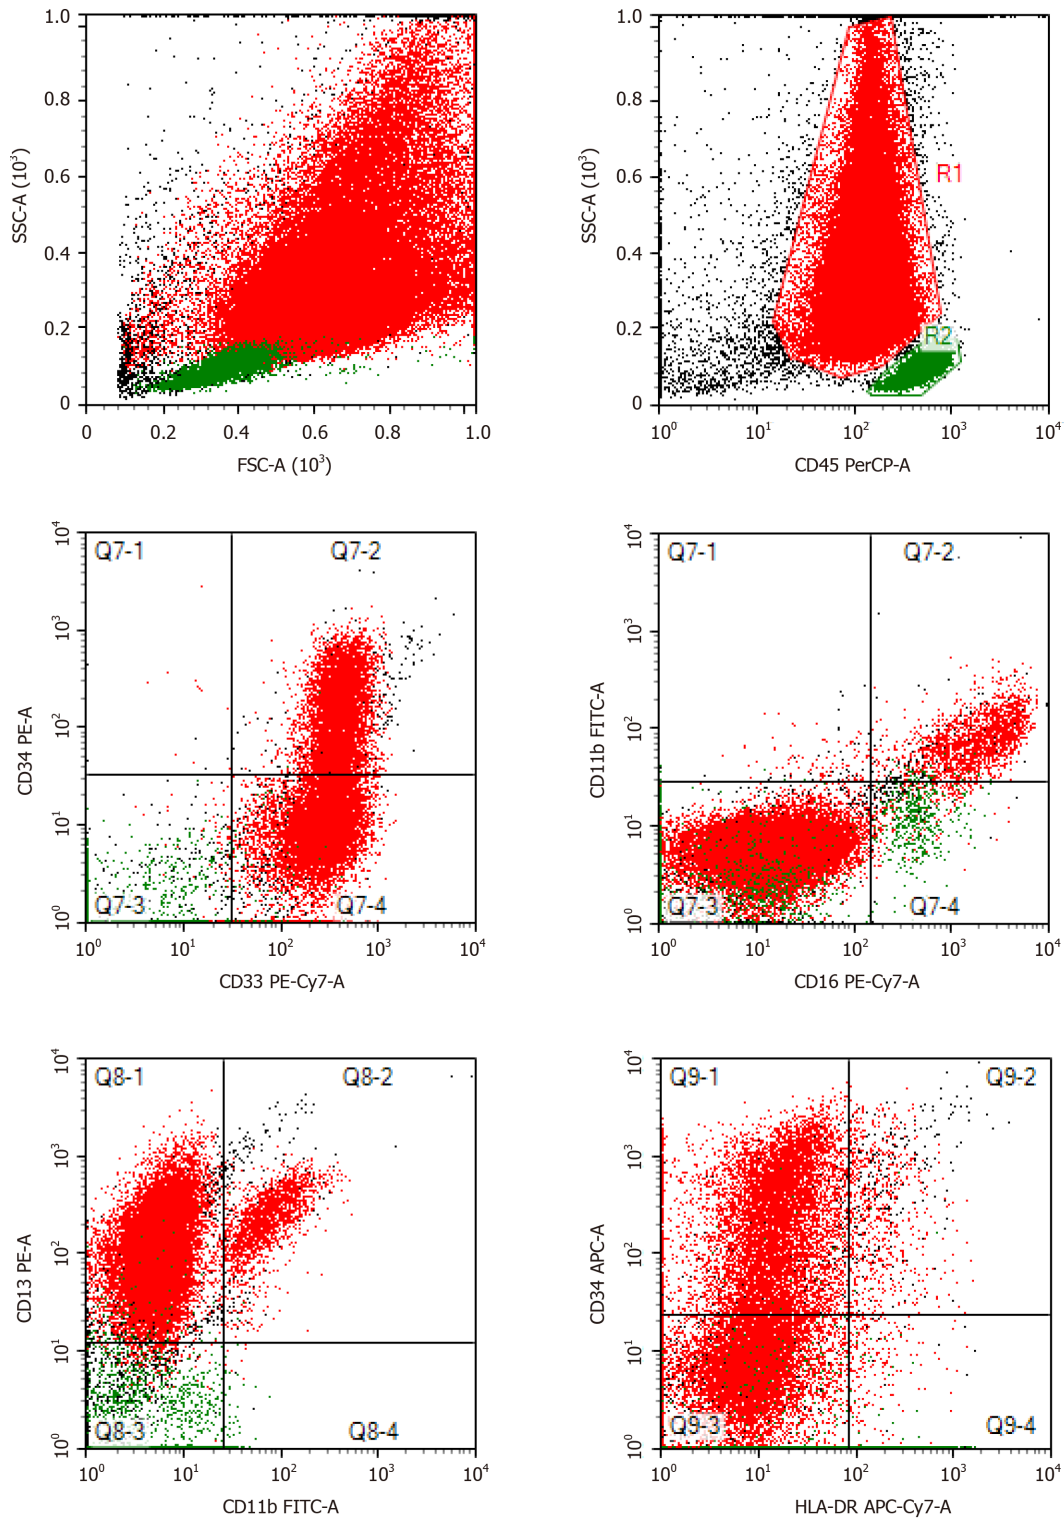 1.0
0.8
0.6
0.4
0.2
0
SSC-A (10³)
0 0.2 0.4 0.6 0.8 1.0
FSC-A (10³)
1.0
0.8
0.6
0.4
0.2
0
SSC-A (10³)
R1
R2
10⁰ 10¹ 10² 10³ 10⁴
CD45 PerCP-A
10⁴
10³
10²
10¹
10⁰
CD34 PE-A
Q7-1 Q7-2
Q7-3 Q7-4
10⁰ 10¹ 10² 10³ 10⁴
CD33 PE-Cy7-A
10⁴
10³
10²
10¹
10⁰
CD11b FITC-A
Q7-1 Q7-2
Q7-3 Q7-4
10⁰ 10¹ 10² 10³ 10⁴
CD16 PE-Cy7-A
10⁴
10³
10²
10¹
10⁰
CD13 PE-A
Q8-1 Q8-2
Q8-3 Q8-4
10⁰ 10¹ 10² 10³ 10⁴
CD11b FITC-A
10⁴
10³
10²
10¹
10⁰
CD34 APC-A
Q9-1 Q9-2
Q9-3 Q9-4
10⁰ 10¹ 10² 10³ 10⁴
HLA-DR APC-Cy7-A